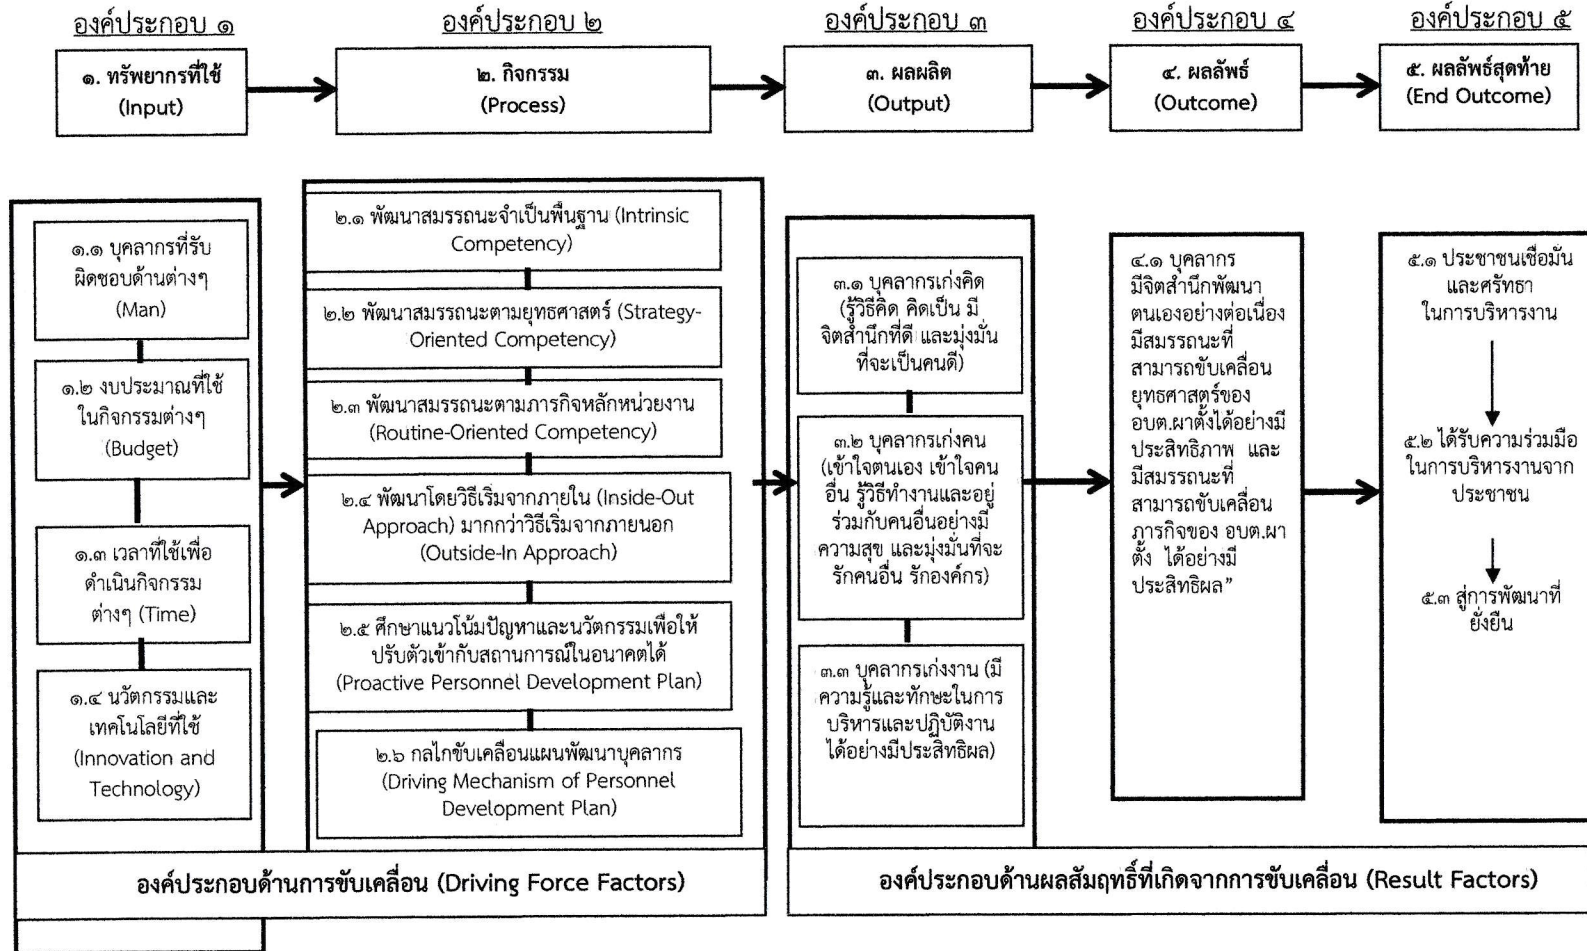 องค์ประกอบ ๑
องค์ประกอบ ๒
องค์ประกอบ ๓
องค์ประกอบ ๔
องค์ประกอบ ๕
๑. ทรัพยากรที่ใช้
(Input)
๒. กิจกรรม
(Process)
๓. ผลผลิต
(Output)
๔. ผลลัพธ์
(Outcome)
๕. ผลลัพธ์สุดท้าย
(End Outcome)
๑.๑ บุคลากรที่รับ
ผิดชอบด้านต่างๆ
(Man)
๑.๒ งบประมาณที่ใช้
ในกิจกรรมต่างๆ
(Budget)
๑.๓ เวลาที่ใช้เพื่อ
ดำเนินกิจกรรม
ต่างๆ (Time)
๑.๔ นวัตกรรมและ
เทคโนโลยีที่ใช้
(Innovation and
Technology)
๒.๑ พัฒนาสมรรถนะจำเป็นพื้นฐาน (Intrinsic
Competency)
๒.๒ พัฒนาสมรรถนะตามยุทธศาสตร์ (Strategy-
Oriented Competency)
๒.๓ พัฒนาสมรรถนะตามภารกิจหลักหน่วยงาน
(Routine-Oriented Competency)
๒.๔ พัฒนาโดยวิธีเริ่มจากภายใน (Inside-Out
Approach) มากกว่าวิธีเริ่มจากภายนอก
(Outside-In Approach)
๒.๕ ศึกษาแนวโน้มปัญหาและนวัตกรรมเพื่อให้
ปรับตัวเข้ากับสถานการณ์ในอนาคตได้
(Proactive Personnel Development Plan)
๒.๖ กลไกขับเคลื่อนแผนพัฒนาบุคลากร
(Driving Mechanism of Personnel
Development Plan)
๓.๑ บุคลากรเก่งคิด
(รู้วิธีคิด คิดเป็น มี
จิตสำนึกที่ดี และมุ่งมั่น
ที่จะเป็นคนดี)
๓.๒ บุคลากรเก่งคน
(เข้าใจตนเอง เข้าใจคน
อื่น รู้วิธีทำงานและอยู่
ร่วมกับคนอื่นอย่างมี
ความสุข และมุ่งมั่นที่จะ
รักคนอื่น รักองค์กร)
๓.๓ บุคลากรเก่งงาน (มี
ความรู้และทักษะในการ
บริหารและปฏิบัติงาน
ได้อย่างมีประสิทธิผล)
๔.๑ บุคลากร
มีจิตสำนึกพัฒนา
ตนเองอย่างต่อเนื่อง
มีสมรรถนะที่
สามารถขับเคลื่อน
ยุทธศาสตร์ของ
อบต.ผาตั้งได้อย่างมี
ประสิทธิภาพ และ
มีสมรรถนะที่
สามารถขับเคลื่อน
ภารกิจของ อบต.ผา
ตั้ง ได้อย่างมี
ประสิทธิผล”
๕.๑ ประชาชนเชื่อมั่น
และศรัทธา
ในการบริหารงาน
๕.๒ ได้รับความร่วมมือ
ในการบริหารงานจาก
ประชาชน
๕.๓ สู่การพัฒนาที่
ยั่งยืน
องค์ประกอบด้านการขับเคลื่อน (Driving Force Factors)
องค์ประกอบด้านผลสัมฤทธิ์ที่เกิดจากการขับเคลื่อน (Result Factors)